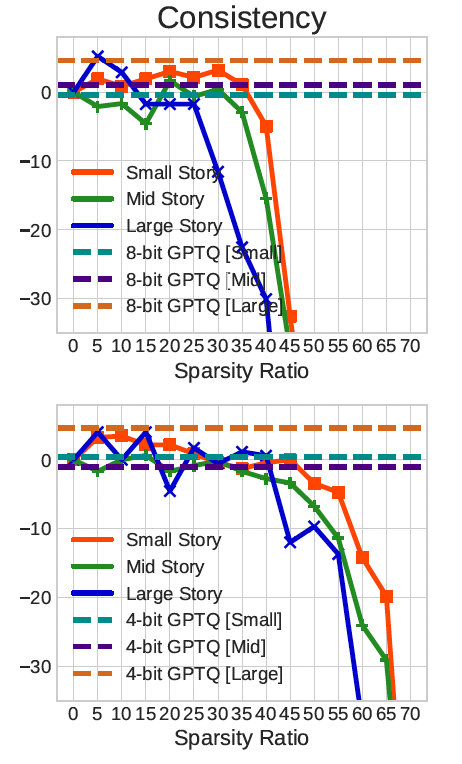 Consistency
0
−10
−20
−30
Small Story
Mid Story
Large Story
8-bit GPTQ [Small]
8-bit GPTQ [Mid]
8-bit GPTQ [Large]
0 5 10 15 20 25 30 35 40 45 50 55 60 65 70
Sparsity Ratio
0
−10
−20
−30
Small Story
Mid Story
Large Story
4-bit GPTQ [Small]
4-bit GPTQ [Mid]
4-bit GPTQ [Large]
0 5 10 15 20 25 30 35 40 45 50 55 60 65 70
Sparsity Ratio